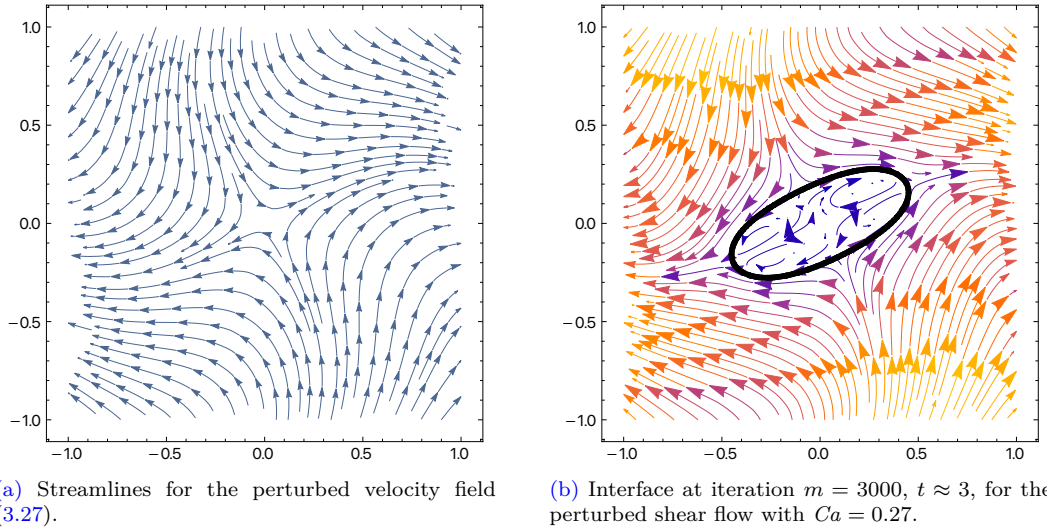 1.0
0.5
0.0
−0.5
−1.0
−1.0 −0.5 0.0 0.5 1.0
1.0
0.5
0.0
−0.5
−1.0
−1.0 −0.5 0.0 0.5 1.0
(a) Streamlines for the perturbed velocity field
(3.27).
(b) Interface at iteration m = 3000, t ≈ 3, for the
perturbed shear flow with Ca = 0.27.